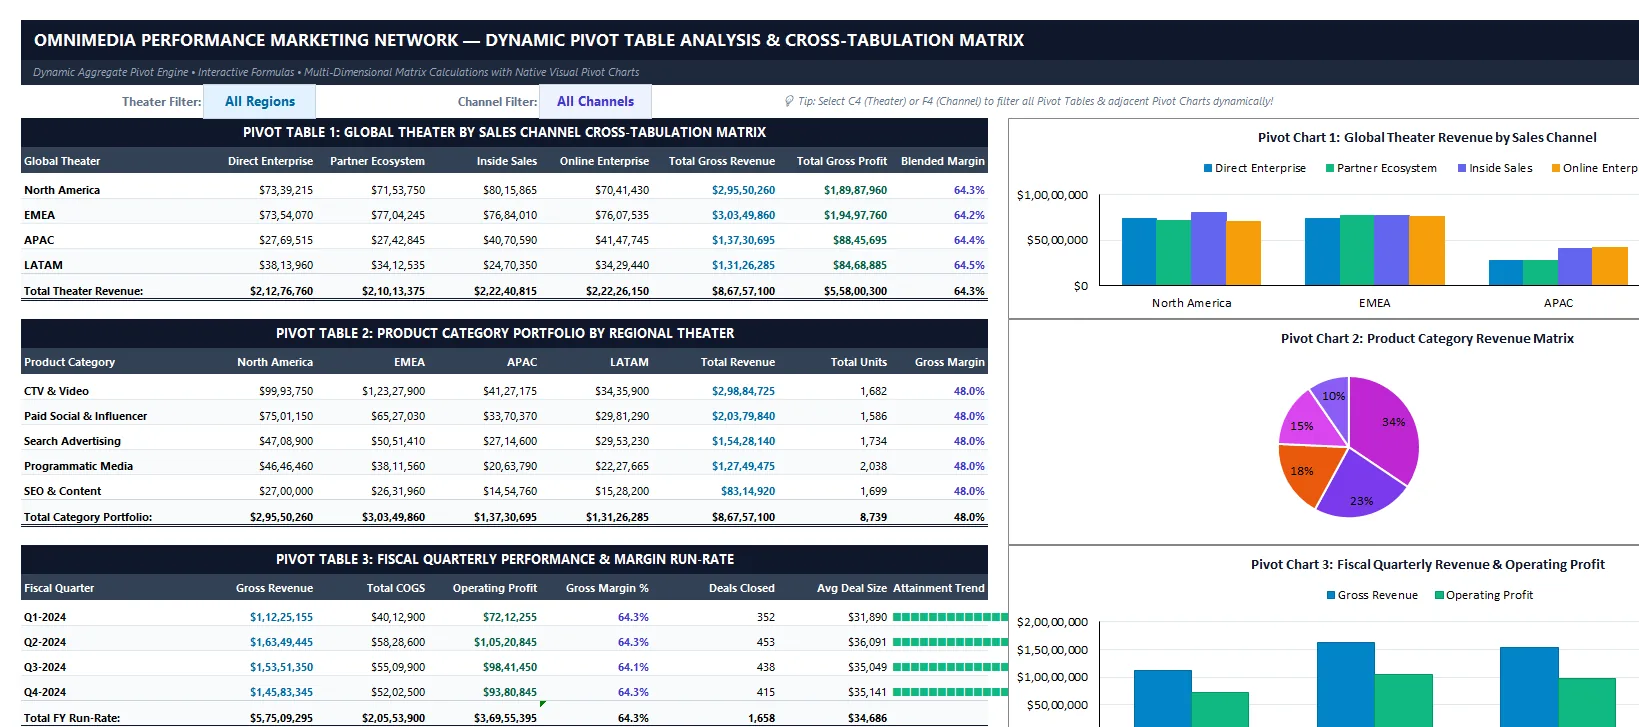 OMNIMEDIA PERFORMANCE MARKETING NETWORK — DYNAMIC PIVOT TABLE ANALYSIS & CROSS-TABULATION MATRIX
Dynamic Aggregate Pivot Engine • Interactive Formulas • Multi-Dimensional Matrix Calculations with Native Visual Pivot Charts
Theater Filter: All Regions Channel Filter: All Channels 💡 Tip: Select C4 (Theater) or F4 (Channel) to filter all Pivot Tables & adjacent Pivot Charts dynamically!
PIVOT TABLE 1: GLOBAL THEATER BY SALES CHANNEL CROSS-TABULATION MATRIX
Global Theater Direct Enterprise Partner Ecosystem Inside Sales Online Enterprise Total Gross Revenue Total Gross Profit Blended Margin
North America $73,39,215 $71,53,750 $80,15,865 $70,41,430 $2,95,50,260 $1,89,87,960 64.3%
EMEA $73,54,070 $77,04,245 $76,84,010 $76,07,535 $3,03,49,860 $1,94,97,760 64.2%
APAC $27,69,515 $27,42,845 $40,70,590 $41,47,745 $1,37,30,695 $88,45,695 64.4%
LATAM $38,13,960 $34,12,535 $24,70,350 $34,29,440 $1,31,26,285 $84,68,885 64.5%
Total Theater Revenue: $2,12,76,760 $2,10,13,375 $2,22,40,815 $2,22,26,150 $8,67,57,100 $5,58,00,300 64.3%
PIVOT TABLE 2: PRODUCT CATEGORY PORTFOLIO BY REGIONAL THEATER
Product Category North America EMEA APAC LATAM Total Revenue Total Units Gross Margin
CTV & Video $99,93,750 $1,23,27,900 $41,27,175 $34,35,900 $2,98,84,725 1,682 48.0%
Paid Social & Influencer $75,01,150 $65,27,030 $33,70,370 $29,81,290 $2,03,79,840 1,586 48.0%
Search Advertising $47,08,900 $50,51,410 $27,14,600 $29,53,230 $1,54,28,140 1,734 48.0%
Programmatic Media $46,46,460 $38,11,560 $20,63,790 $22,27,665 $1,27,49,475 2,038 48.0%
SEO & Content $27,00,000 $26,31,960 $14,54,760 $15,28,200 $83,14,920 1,699 48.0%
Total Category Portfolio: $2,95,50,260 $3,03,49,860 $1,37,30,695 $1,31,26,285 $8,67,57,100 8,739 48.0%
PIVOT TABLE 3: FISCAL QUARTERLY PERFORMANCE & MARGIN RUN-RATE
Fiscal Quarter Gross Revenue Total COGS Operating Profit Gross Margin % Deals Closed Avg Deal Size Attainment Trend
Q1-2024 $1,12,25,155 $40,12,900 $72,12,255 64.3% 352 $31,890
Q2-2024 $1,63,49,445 $58,28,600 $1,05,20,845 64.3% 453 $36,091
Q3-2024 $1,53,51,350 $55,09,900 $98,41,450 64.1% 438 $35,049
Q4-2024 $1,45,83,345 $52,02,500 $93,80,845 64.3% 415 $35,141
Total FY Run-Rate: $5,75,09,295 $2,05,53,900 $3,69,55,395 64.3% 1,658 $34,686
Pivot Chart 1: Global Theater Revenue by Sales Channel
Direct Enterprise Partner Ecosystem Inside Sales Online Enterp
$1,00,00,000
$50,00,000
$0
North America EMEA APAC
Pivot Chart 2: Product Category Revenue Matrix
10%
34%
15%
18%
23%
Pivot Chart 3: Fiscal Quarterly Revenue & Operating Profit
Gross Revenue Operating Profit
$2,00,00,000
$1,50,00,000
$1,00,00,000
$50,00,000